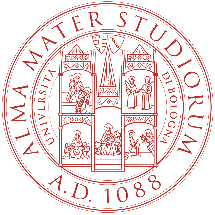 ALMA MATER STUDIORUM
UNIVERSITÀ DI BOLOGNA
A.D. 1088